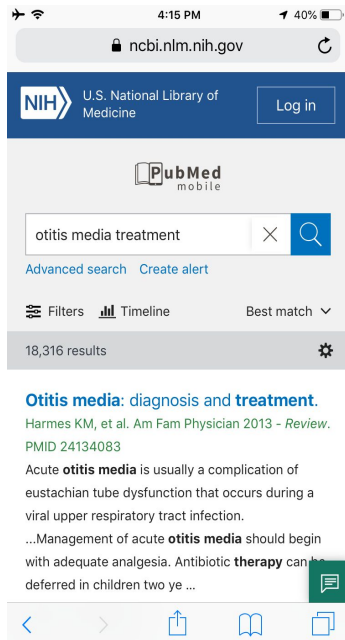 4:15 PM
40%
ncbi.nlm.nih.gov
NIH
U.S. National Library of
Medicine
Log in
PubMed
mobile
otitis media treatment
Advanced search Create alert
Filters Timeline Best match
18,316 results
Otitis media: diagnosis and treatment.
Harmes KM, et al. Am Fam Physician 2013 - Review.
PMID 24134083
Acute otitis media is usually a complication of
eustachian tube dysfunction that occurs during a
viral upper respiratory tract infection.
...Management of acute otitis media should begin
with adequate analgesia. Antibiotic therapy can
deferred in children two ye ...